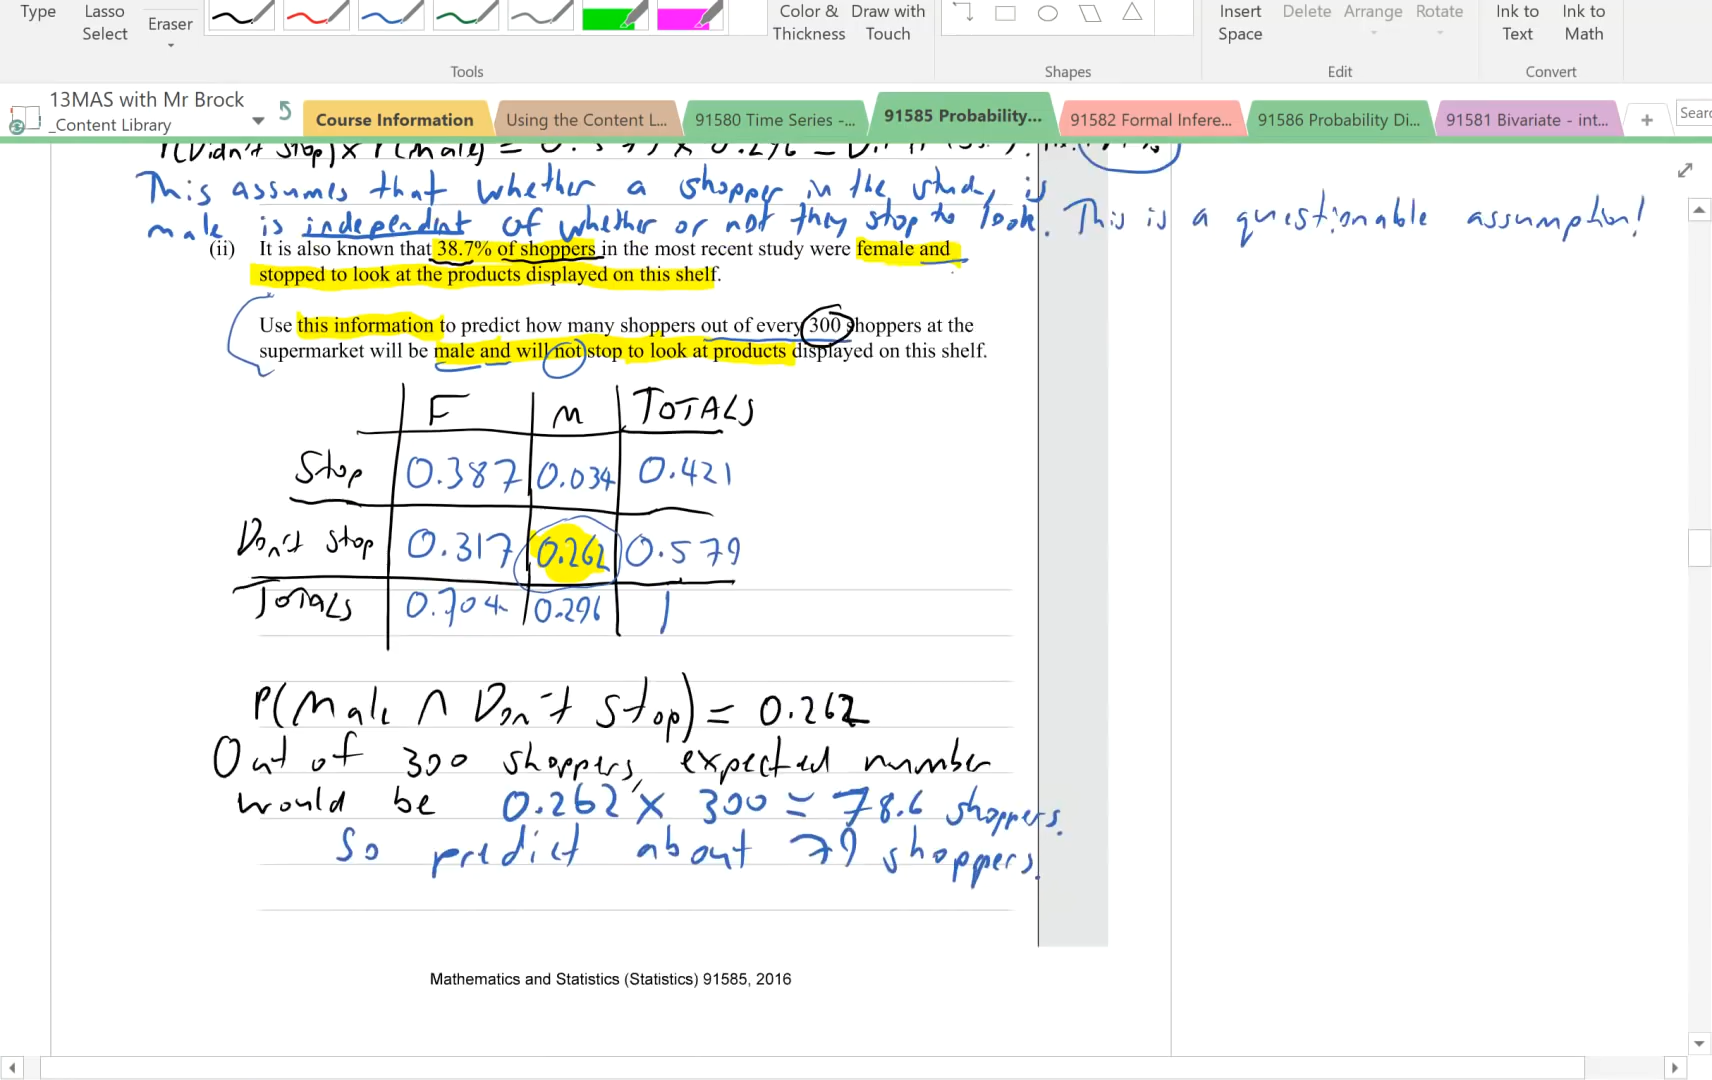 Type
Lasso Select
Eraser
Color & Thickness
Draw with Touch
Insert Space
Delete
Arrange
Rotate
Ink to Text
Ink to Math
Tools
Shapes
Edit
Convert
13MAS with Mr Brock
_Content Library
Course Information
Using the Content L...
91580 Time Series -...
91585 Probability...
91582 Formal Infere...
91586 Probability Di...
91581 Bivariate - int...
+
Sear
P(Didn't stop) x P(Male) =
This assumes that whether a shopper in the study is
male is independent of whether or not they stop to look. This is a questionable assumption!
(ii) It is also known that 38.7% of shoppers in the most recent study were female and
stopped to look at the products displayed on this shelf.
Use this information to predict how many shoppers out of every 300 shoppers at the
supermarket will be male and will not stop to look at products displayed on this shelf.
F M TOTALS
Stop 0.387 0.034 0.421
Don't stop 0.317 0.262 0.579
TOTALS 0.704 0.296 1
P(Male ∩ Don't stop) = 0.262
Out of 300 shoppers, expected number
would be 0.262 x 300 = 78.6 shoppers.
So predict about 79 shoppers.
Mathematics and Statistics (Statistics) 91585, 2016